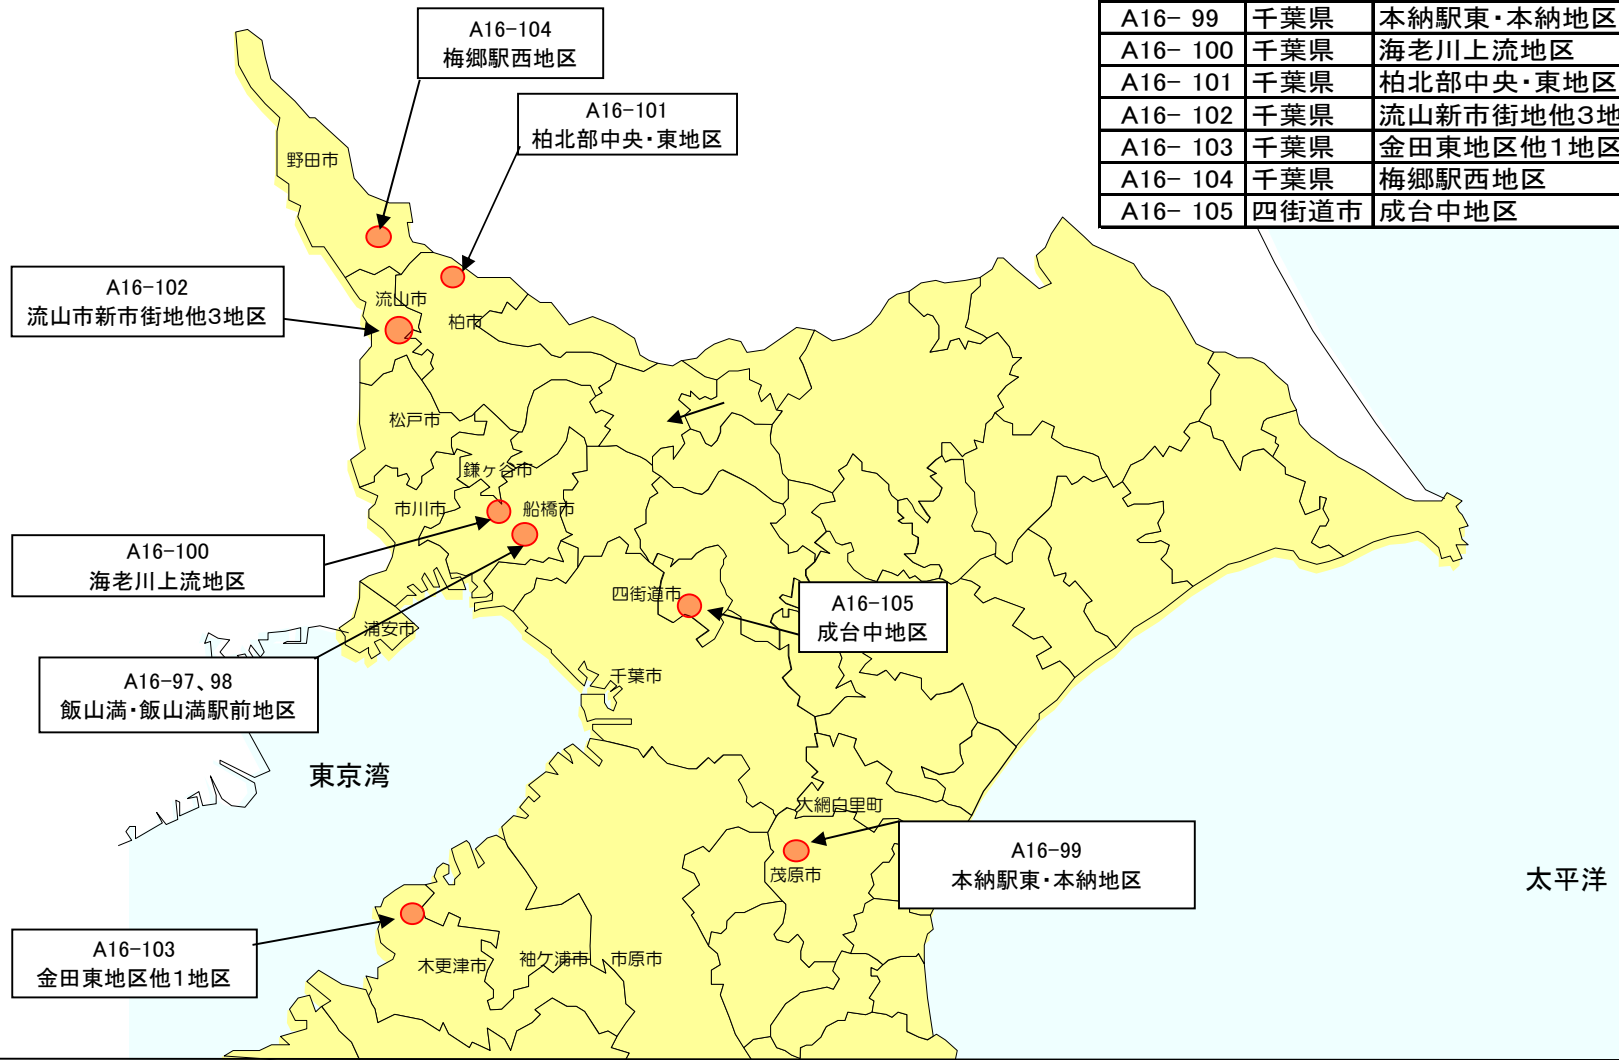 A16-104
梅郷駅西地区
A16-101
柏北部中央・東地区
A16- 99 千葉県 本納駅東・本納地区
A16- 100 千葉県 海老川上流地区
A16- 101 千葉県 柏北部中央・東地区
A16- 102 千葉県 流山新市街地他3地
A16- 103 千葉県 金田東地区他1地区
A16- 104 千葉県 梅郷駅西地区
A16- 105 四街道市 成台中地区
野田市
A16-102
流山市新市街地他3地区
流山市
柏市
松戸市
鎌ヶ谷市
市川市
船橋市
A16-100
海老川上流地区
四街道市
A16-105
成台中地区
浦安市
A16-97、98
飯山満・飯山満駅前地区
千葉市
東京湾
大網白里町
A16-99
本納駅東・本納地区
茂原市
太平洋
A16-103
金田東地区他1地区
木更津市
袖ケ浦市
市原市